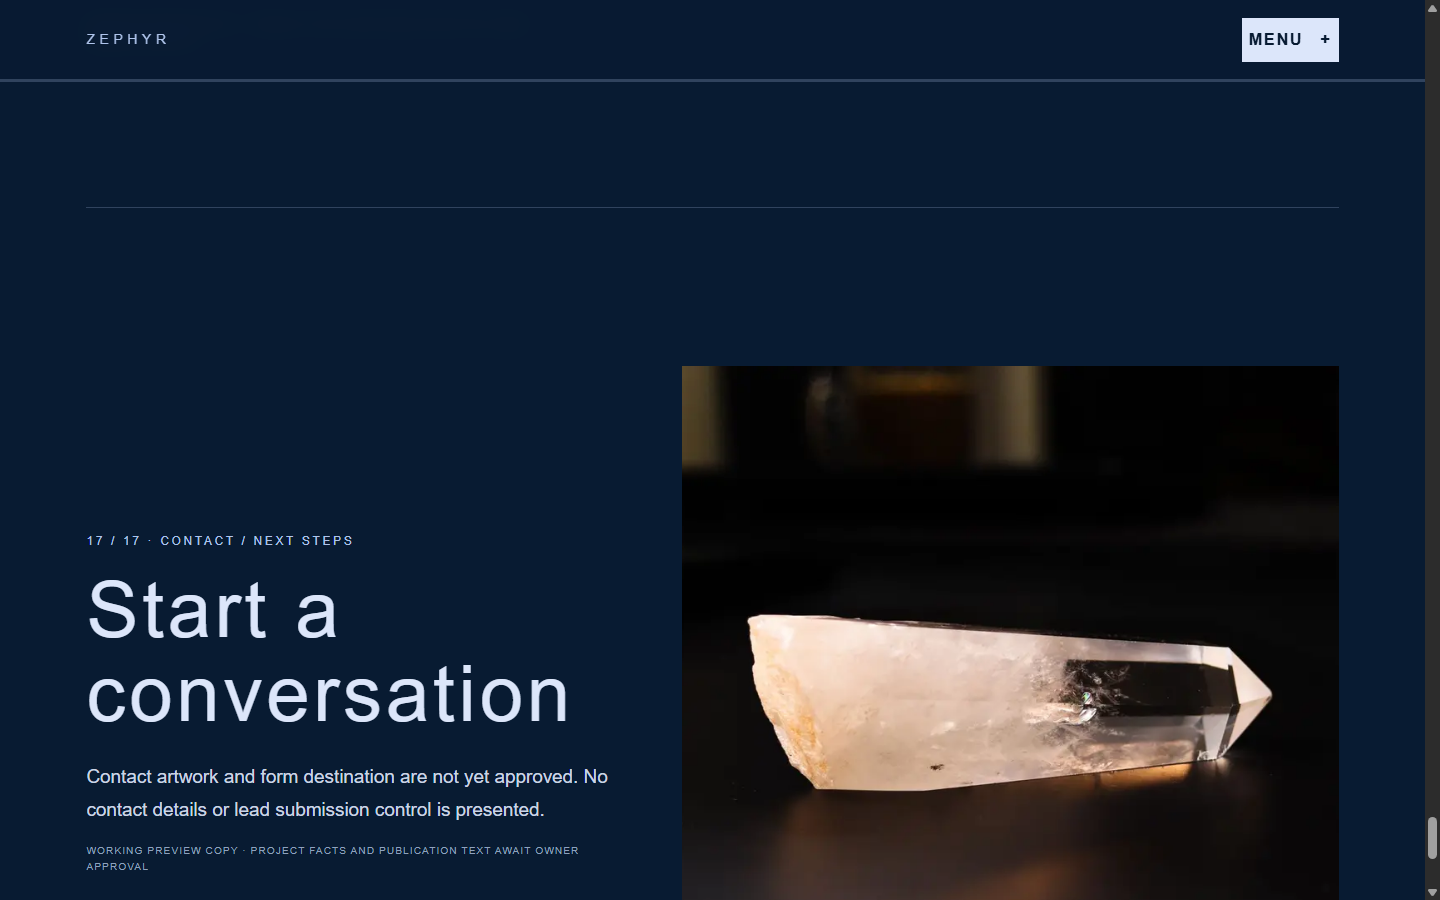 ZEPHYR
MENU +
17 / 17 · CONTACT / NEXT STEPS
Start a
conversation
Contact artwork and form destination are not yet approved. No
contact details or lead submission control is presented.
WORKING PREVIEW COPY · PROJECT FACTS AND PUBLICATION TEXT AWAIT OWNER
APPROVAL